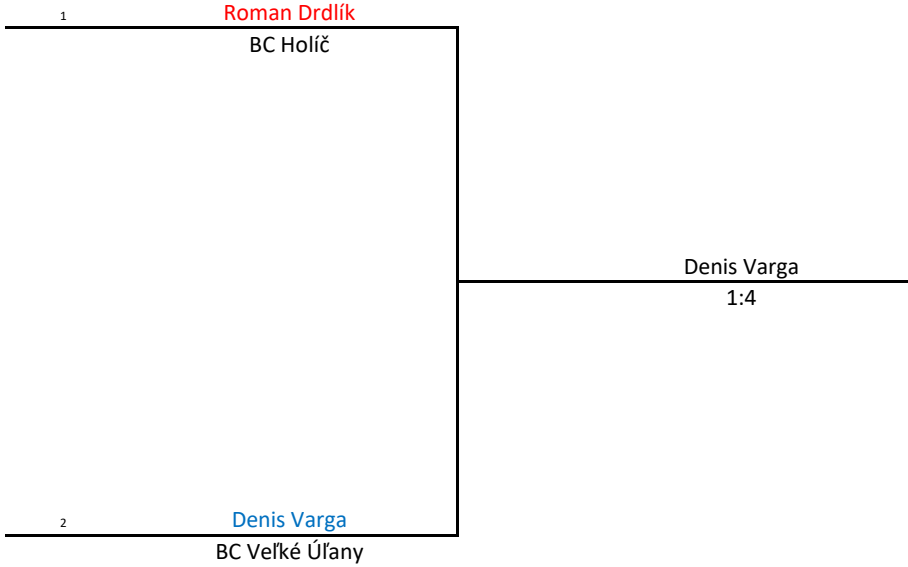 1 Roman Drdlík
BC Holíč
Denis Varga
1:4
2 Denis Varga
BC Veľké Úľany